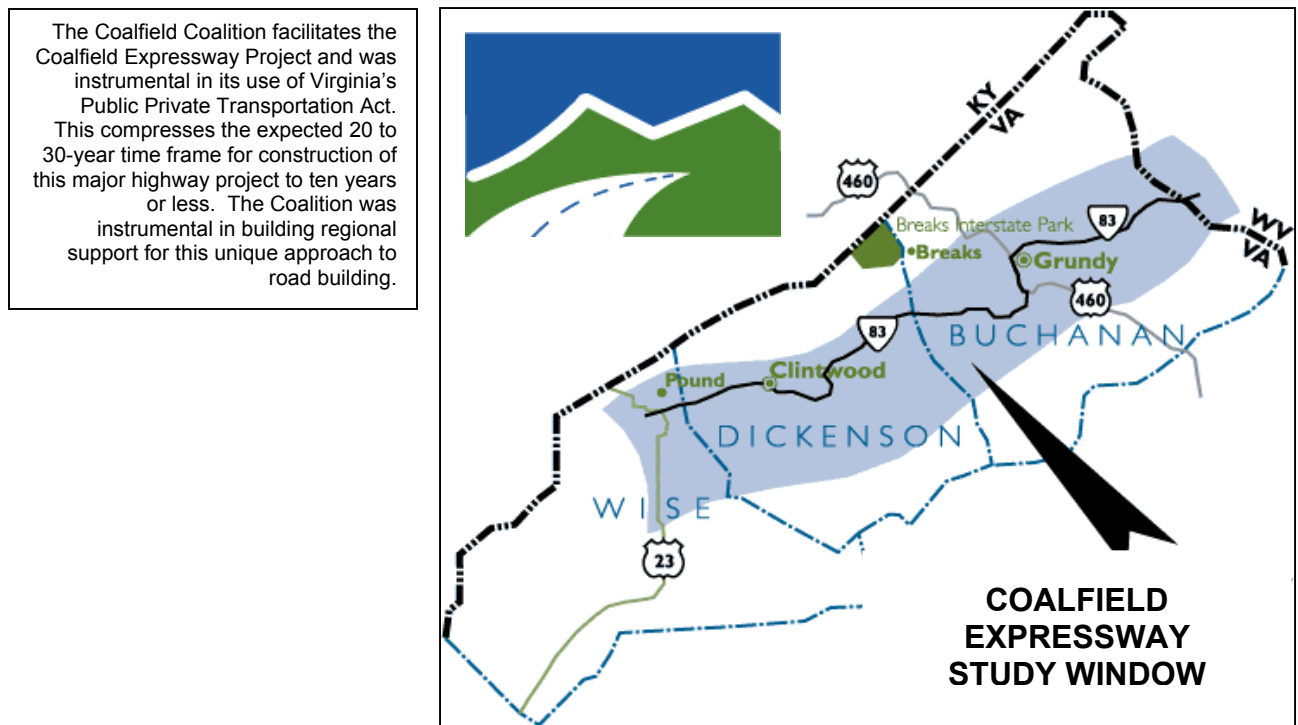 The Coalfield Coalition facilitates the
Coalfield Expressway Project and was
instrumental in its use of Virginia's
Public Private Transportation Act.
This compresses the expected 20 to
30-year time frame for construction of
this major highway project to ten years
or less.  The Coalition was
instrumental in building regional
support for this unique approach to
road building.
KY
VA
460
83
WV
VA
Breaks Interstate Park
Breaks
Grundy
460
83
BUCHANAN
Pound
Clintwood
DICKENSON
WISE
23
COALFIELD
EXPRESSWAY
STUDY WINDOW